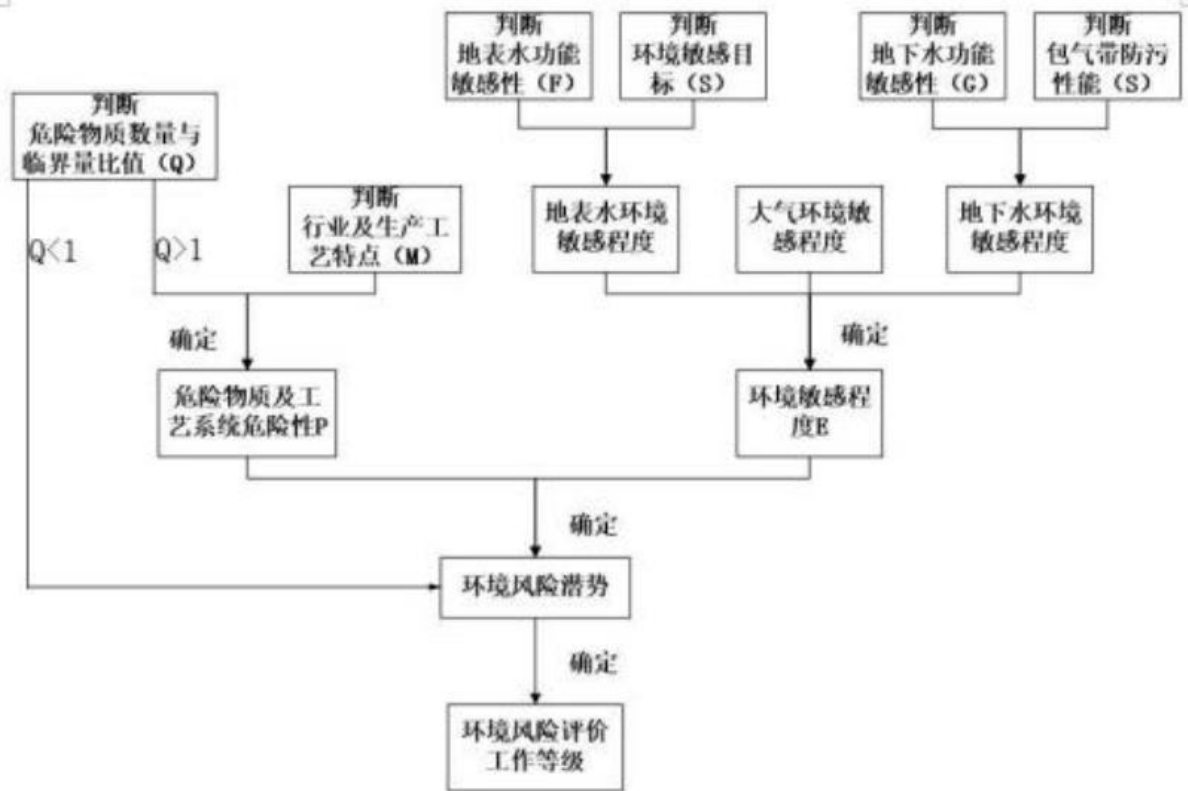 判断
地表水功能
敏感性（F）
判断
环境敏感目
标（S）
判断
地下水功能
敏感性（G）
判断
包气带防污
性能（S）
判断
危险物质数量与
临界量比值（Q）
判断
行业及生产工
艺特点（M）
地表水环境
敏感程度
大气环境敏
感程度
地下水环境
敏感程度
Q<1
Q>1
确定
确定
危险物质及工
艺系统危险性P
环境敏感程
度E
确定
环境风险潜势
确定
环境风险评价
工作等级